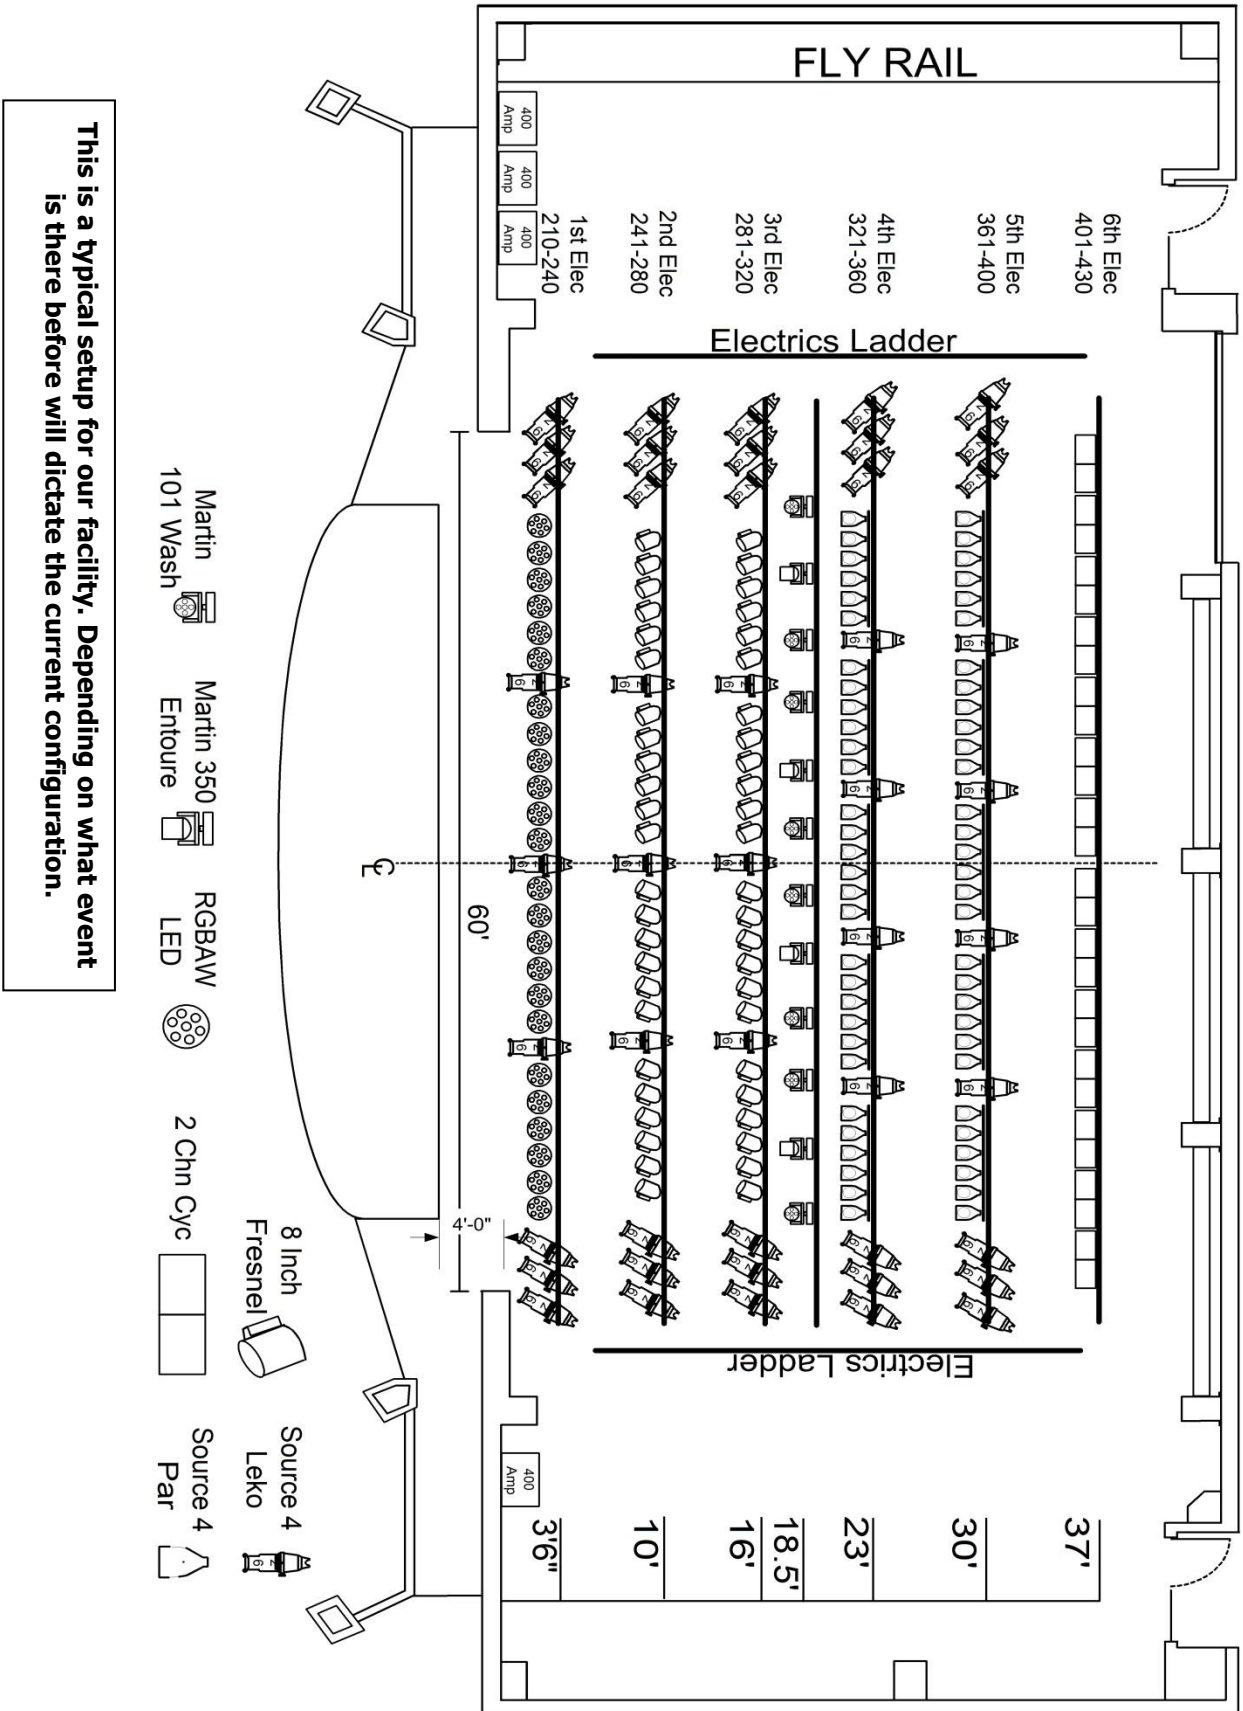 FLY RAIL
400
Amp
400
Amp
400
Amp
1st Elec
210-240
2nd Elec
241-280
3rd Elec
281-320
4th Elec
321-360
5th Elec
361-400
6th Elec
401-430
Electrics Ladder
Electrics Ladder
60'
4'-0"
CL
400
Amp
3'6"
10'
16'
18.5'
23'
30'
37'
Martin
101 Wash
Martin 350
Entoure
RGBAW
LED
2 Chn Cyc
8 Inch
Fresnel
Source 4
Leko
Source 4
Par
This is a typical setup for our facility. Depending on what event
is there before will dictate the current configuration.